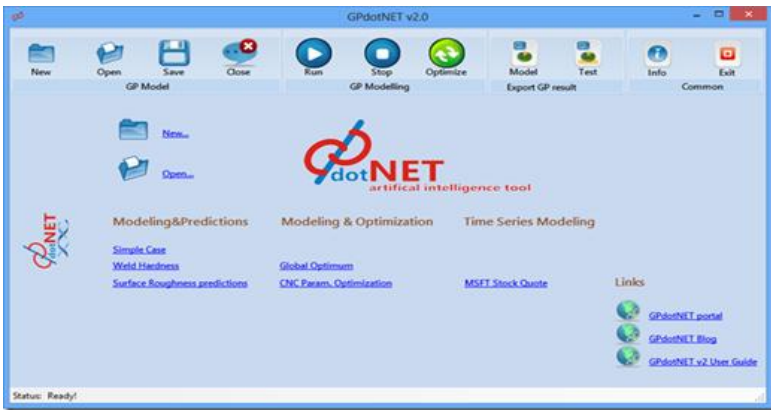 GPdotNET v2.0
New Open Save Close Run Stop Optimize Model Test Info Exit
GP Model GP Modelling Export GP result Common
New...
Open...
GPdotNET
artifical intelligence tool
GPdotNET
Modeling&Predictions Modeling & Optimization Time Series Modeling
Simple Case
Weld Hardness Global Optimum
Surface Roughness predictions CNC Param. Optimization MSFT Stock Quote
Links
GPdotNET portal
GPdotNET Blog
GPdotNET v2 User Guide
Status: Ready!